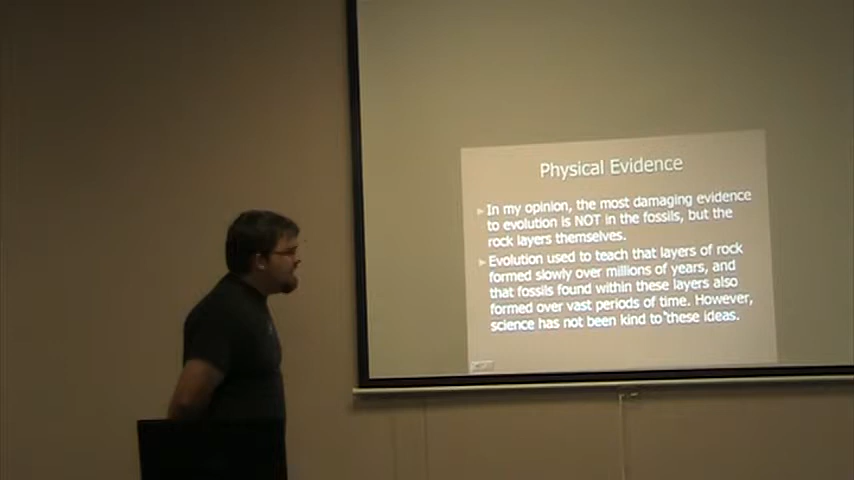 Physical Evidence
In my opinion, the most damaging evidence
to evolution is NOT in the fossils, but the
rock layers themselves.
Evolution used to teach that layers of rock
formed slowly over millions of years, and
that fossils found within these layers also
formed over vast periods of time. However,
science has not been kind to these ideas.